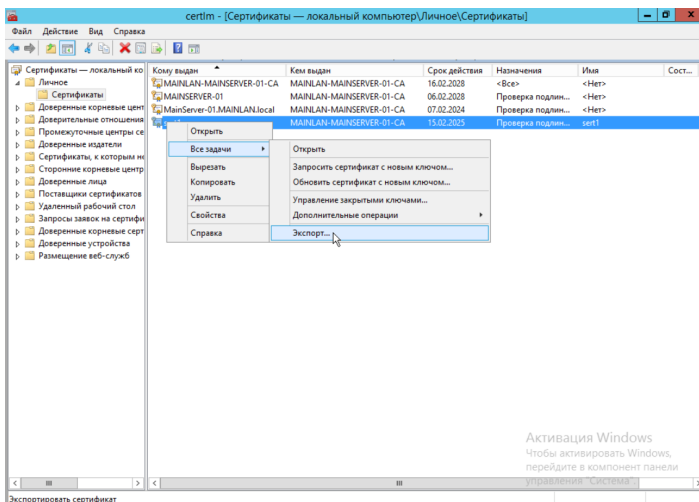 certlm - [Сертификаты — локальный компьютер\Личное\Сертификаты]
Файл Действие Вид Справка
Сертификаты — локальный ко
Личное
Сертификаты
Доверенные корневые цент
Доверительные отношения
Промежуточные центры се
Доверенные издатели
Сертификаты, к которым н
Сторонние корневые центр
Доверенные лица
Поставщики сертификатов
Удаленный рабочий стол
Запросы заявок на сертифи
Доверенные корневые серт
Доверенные устройства
Размещение веб-служб
Кому выдан Кем выдан Срок действия Назначения Имя Сост...
MAINLAN-MAINSERVER-01-CA MAINLAN-MAINSERVER-01-CA 16.02.2028 <Все> <Нет>
MAINSERVER-01 MAINLAN-MAINSERVER-01-CA 06.02.2028 Проверка подлин... <Нет>
MainServer-01.MAINLAN.local MAINLAN-MAINSERVER-01-CA 07.02.2024 Проверка подлин... <Нет>
MAINLAN-MAINSERVER-01-CA 15.02.2025 Проверка подлин... sert1
Открыть
Все задачи
Вырезать
Копировать
Удалить
Свойства
Справка
Открыть
Запросить сертификат с новым ключом...
Обновить сертификат с новым ключом...
Управление закрытыми ключами...
Дополнительные операции
Экспорт...
Активация Windows
Чтобы активировать Windows,
перейдите в компонент панели
управления "Система".
Экспортировать сертификат